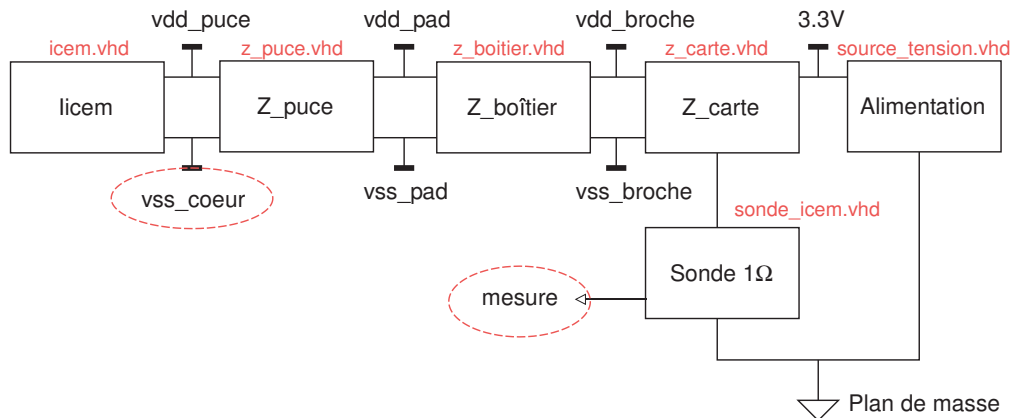 vdd_puce
vdd_pad
vdd_broche
3.3V
icem.vhd
z_puce.vhd
z_boitier.vhd
z_carte.vhd
source_tension.vhd
Iicem
Z_puce
Z_boîtier
Z_carte
Alimentation
vss_coeur
vss_pad
vss_broche
sonde_icem.vhd
Sonde 1Ω
mesure
Plan de masse